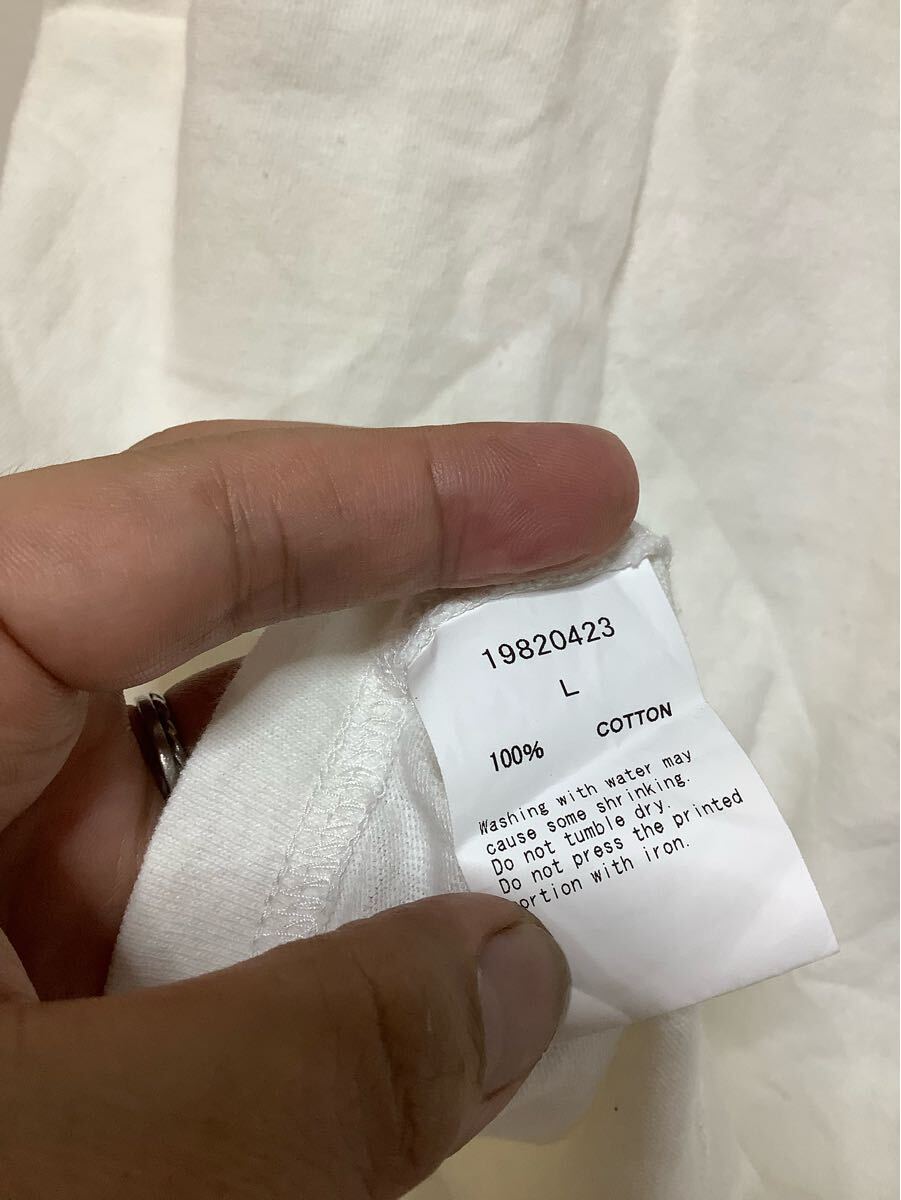 19820423
L
100% COTTON
Washing with water may
cause some shrinking.
Do not tumble dry.
Do not press the printed
portion with iron.